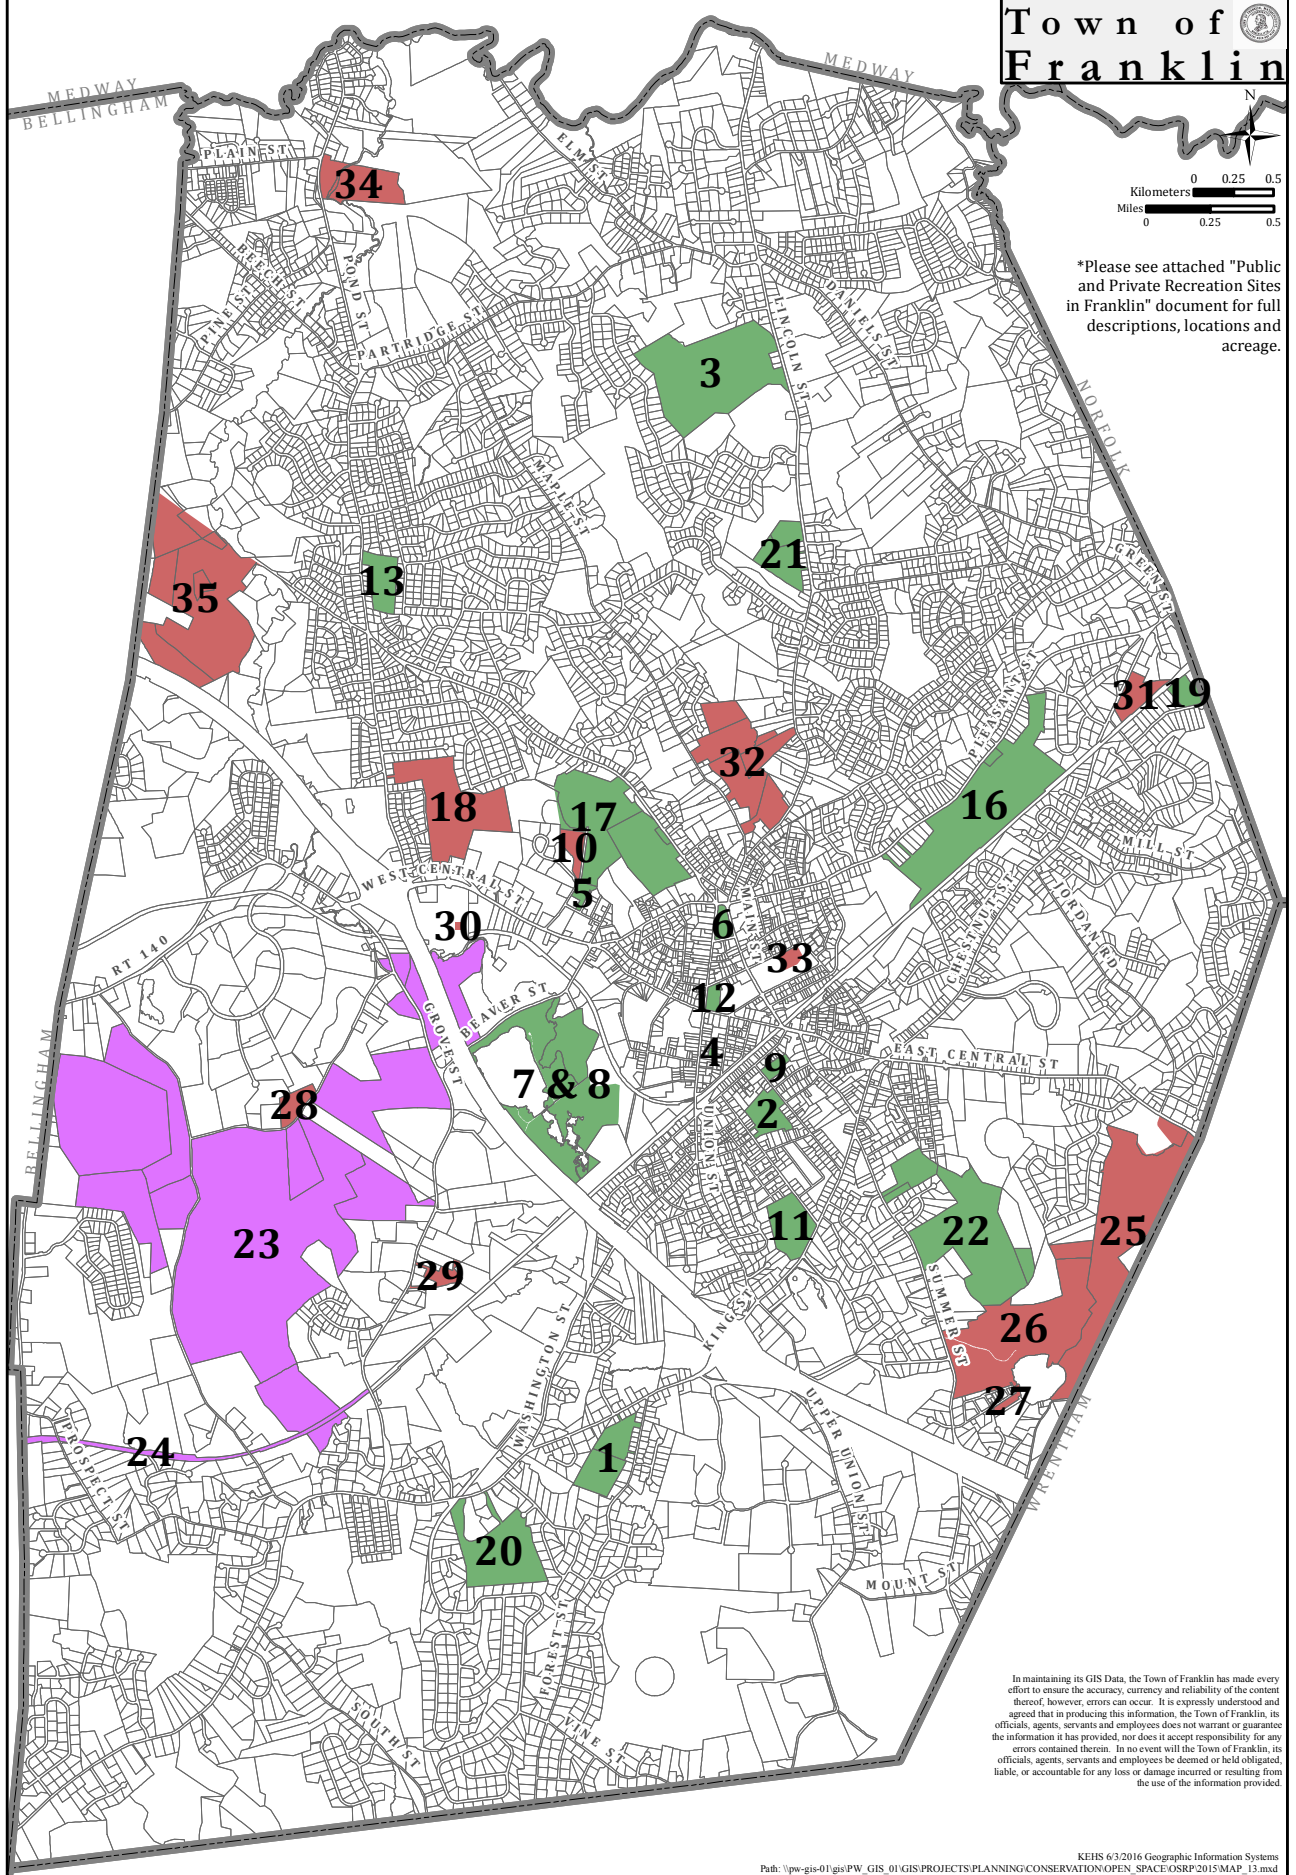 Town of
Franklin
MEDWAY
BELLINGHAM
MEDWAY
N
0 0.25 0.5
Kilometers
Miles
0 0.25 0.5
*Please see attached "Public
and Private Recreation Sites
in Franklin" document for full
descriptions, locations and
acreage.
PLAIN ST
ELM ST
34
BEECH ST
PINE ST
POND ST
PARTRIDGE ST
LINCOLN ST
DANIELS ST
3
NORFOLK
MAPLE ST
21
13
35
GREEN ST
PLEASANT ST
31
19
32
18
17
16
10
5
MILL ST
WEST CENTRAL ST
MAIN ST
CHESTNUT ST
JORDAN RD
30
6
33
RT 140
12
GROVE ST
BEAVER ST
4
9
EAST CENTRAL ST
7 & 8
28
2
BELLINGHAM
UNION ST
23
11
22
25
29
SUMMER ST
KING ST
26
WASHINGTON ST
27
UPPER UNION ST
WRENTHAM
24
PROSPECT ST
1
20
MOUNT ST
FOREST ST
SOUTH ST
VINE ST
In maintaining its GIS Data, the Town of Franklin has made every
effort to ensure the accuracy, currency and reliability of the content
thereof, however, errors can occur. It is expressly understood and
agreed that in producing this information, the Town of Franklin, its
officials, agents, servants and employees does not warrant or guarantee
the information it has provided, nor does it accept responsibility for any
errors contained therein. In no event will the Town of Franklin, its
officials, agents, servants and employees be deemed or held obligated,
liable, or accountable for any loss or damage incurred or resulting from
the use of the information provided.
KEHS 6/3/2016 Geographic Information Systems
Path: \\pw-gis-01\gis\PW_GIS_01\GIS\PROJECTS\PLANNING\CONSERVATION\OPEN_SPACE\OSRP\2015\MAP_13.mxd